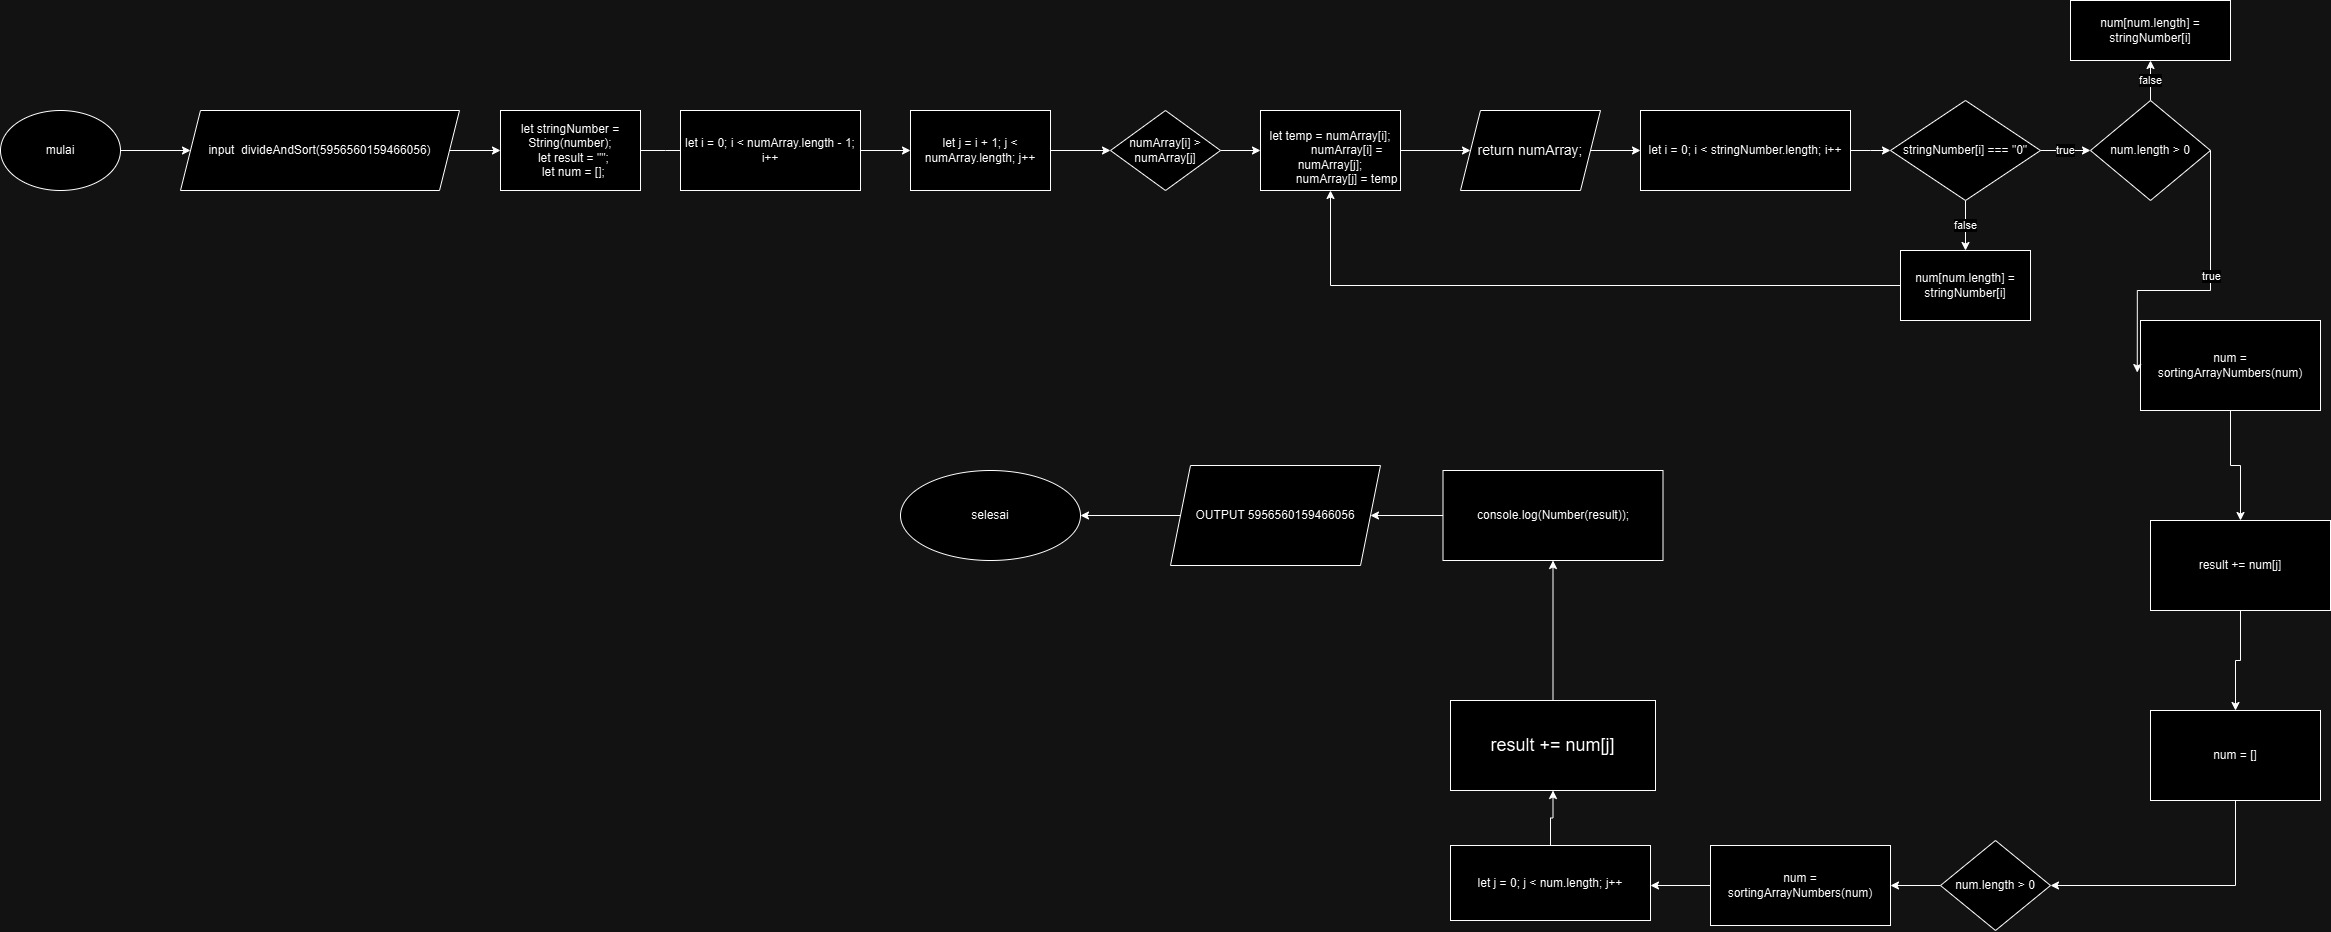 num[num.length] =
stringNumber[i]
false
mulai
input  divideAndSort(5956560159466056)
let stringNumber =
String(number);
let result = "";
let num = [];
let i = 0; i < numArray.length - 1;
i++
let j = i + 1; j <
numArray.length; j++
numArray[i] >
numArray[j]
let temp = numArray[i];
numArray[i] =
numArray[j];
numArray[j] = temp
return numArray;
let i = 0; i < stringNumber.length; i++
stringNumber[i] === "0"
true
num.length > 0
false
num[num.length] =
stringNumber[i]
true
num =
sortingArrayNumbers(num)
selesai
OUTPUT 5956560159466056
console.log(Number(result));
result += num[j]
result += num[j]
num = []
let j = 0; j < num.length; j++
num =
sortingArrayNumbers(num)
num.length > 0